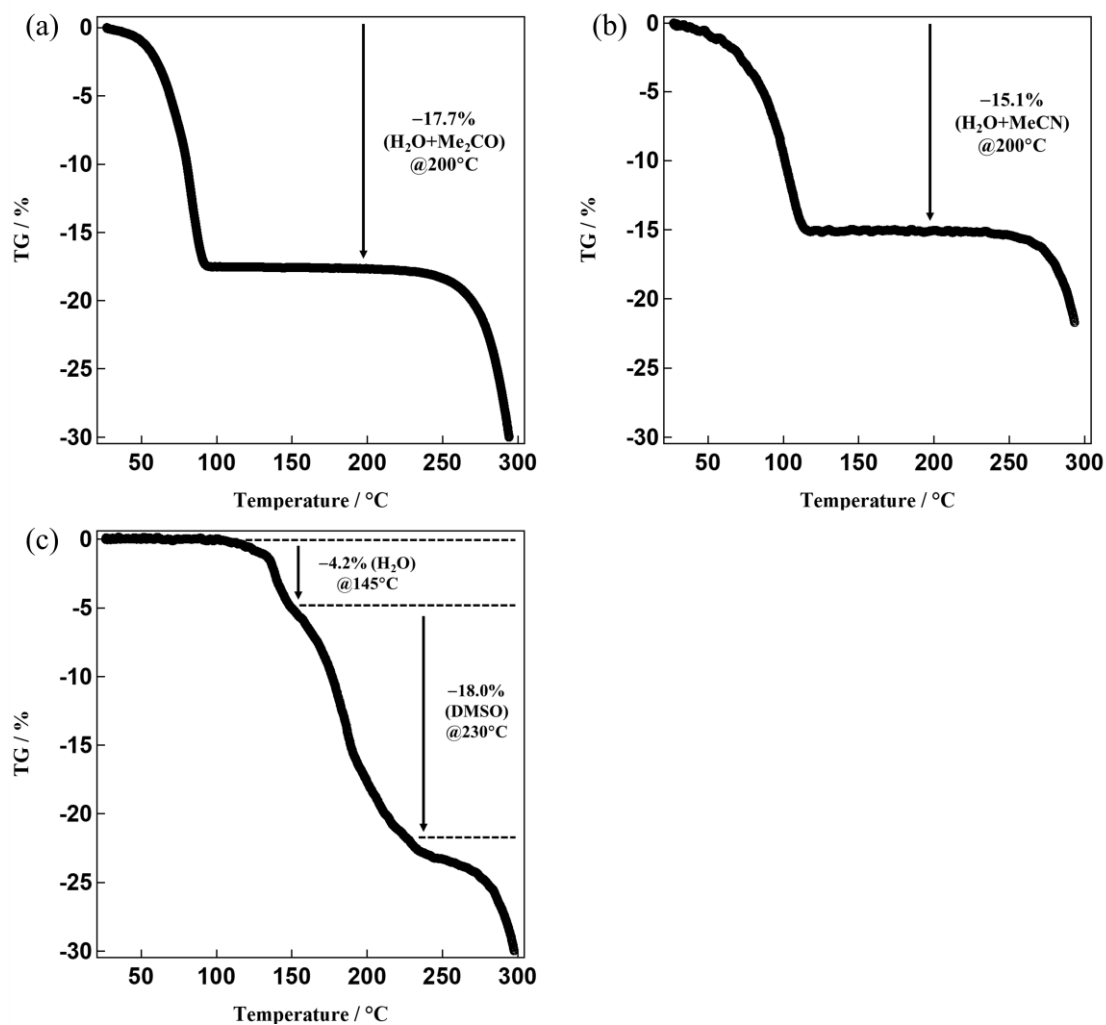 (a)
0
-5
-10
-15
-20
-25
-30
TG / %
−17.7%
(H₂O+Me₂CO)
@200°C
50 100 150 200 250 300
Temperature / °C
(b)
0
-5
-10
-15
-20
-25
-30
TG / %
−15.1%
(H₂O+MeCN)
@200°C
50 100 150 200 250 300
Temperature / °C
(c)
0
-5
-10
-15
-20
-25
-30
TG / %
−4.2% (H₂O)
@145°C
−18.0%
(DMSO)
@230°C
50 100 150 200 250 300
Temperature / °C